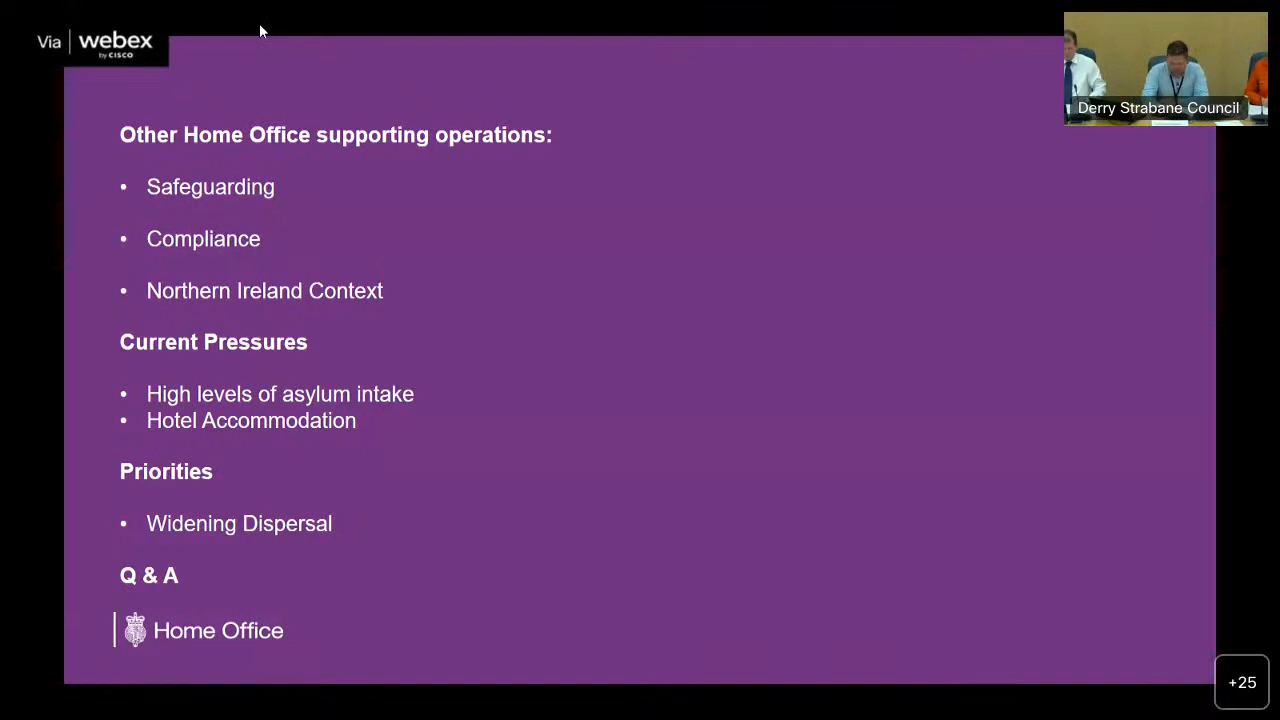 Via webex
by CISCO
Derry Strabane Council
Other Home Office supporting operations:
• Safeguarding
• Compliance
• Northern Ireland Context
Current Pressures
• High levels of asylum intake
• Hotel Accommodation
Priorities
• Widening Dispersal
Q & A
Home Office
+25